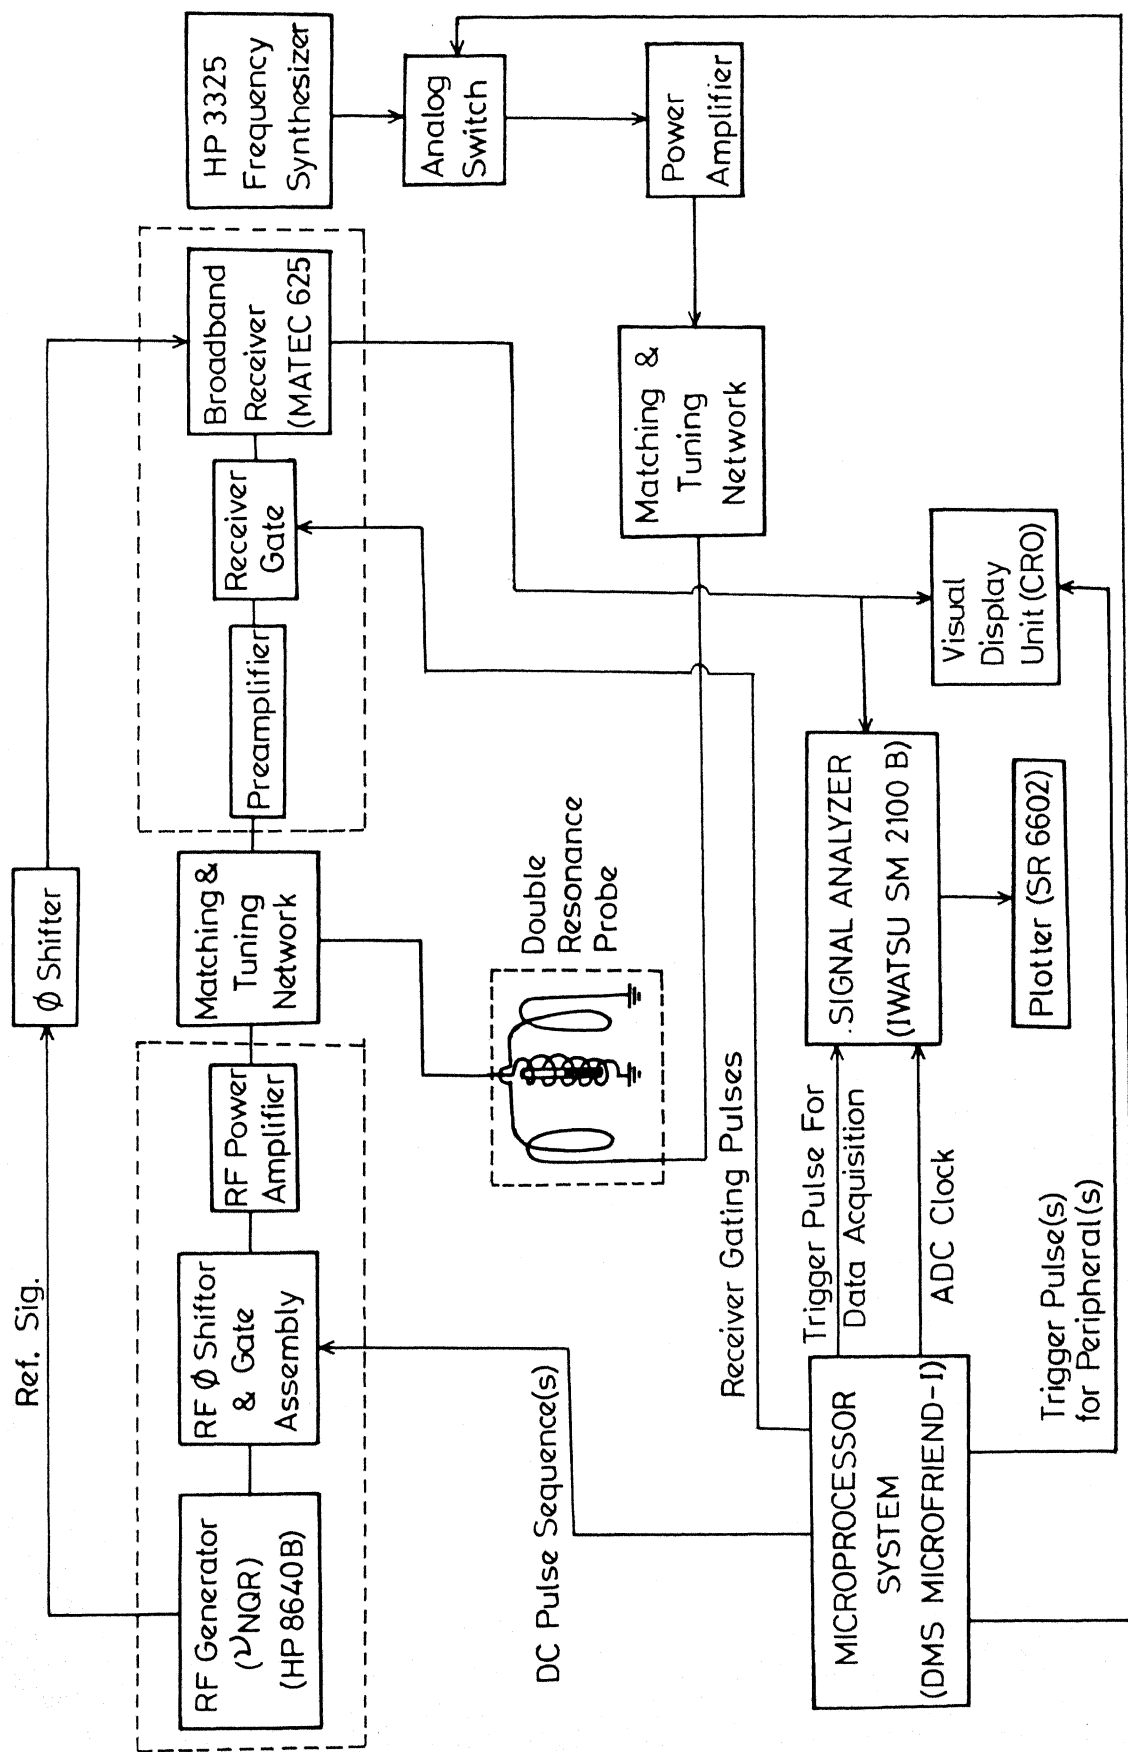 Ref. Sig.
Ø Shifter
RF Generator
(νNQR)
(HP 8640B)
RF Ø Shiftor
& Gate
Assembly
RF Power
Amplifier
Matching &
Tuning
Network
Preamplifier
Receiver
Gate
Broadband
Receiver
(MATEC 625)
HP 3325
Frequency
Synthesizer
Analog
Switch
Power
Amplifier
Matching &
Tuning
Network
Double
Resonance
Probe
DC Pulse Sequence(s)
Receiver Gating Pulses
MICROPROCESSOR
SYSTEM
(DMS MICROFRIEND-I)
Trigger Pulse For
Data Acquisition
ADC Clock
Trigger Pulse(s)
for Peripheral(s)
SIGNAL ANALYZER
(IWATSU SM 2100 B)
Plotter (SR 6602)
Visual
Display
Unit (CRO)